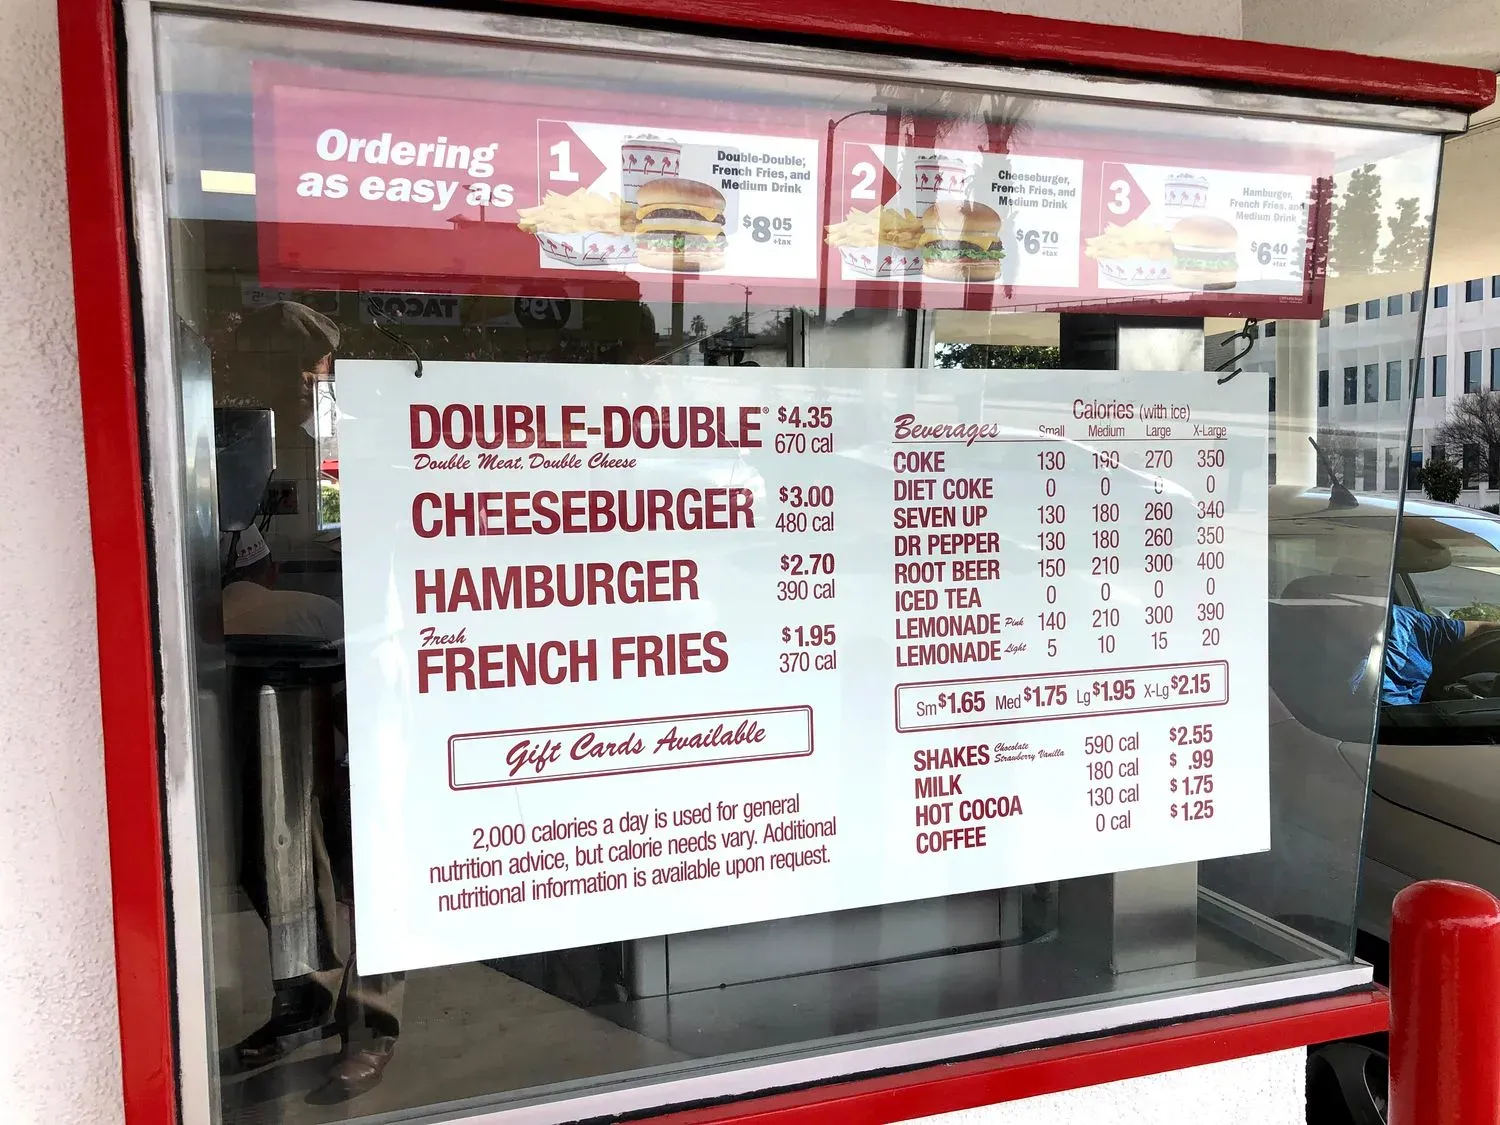 Ordering
as easy as
1
Double-Double,
French Fries, and
Medium Drink
$8.05
+tax
2
Cheeseburger,
French Fries, and
Medium Drink
$6.70
+tax
3
Hamburger,
French Fries, and
Medium Drink
$6.40
+tax
TACOS
79¢
DOUBLE-DOUBLE® $4.35
Double Meat, Double Cheese 670 cal
CHEESEBURGER $3.00
480 cal
HAMBURGER $2.70
390 cal
Fresh
FRENCH FRIES $1.95
370 cal
Gift Cards Available
2,000 calories a day is used for general
nutrition advice, but calorie needs vary. Additional
nutritional information is available upon request.
Calories (with ice)
Beverages Small Medium Large X-Large
COKE 130 190 270 350
DIET COKE 0 0 0 0
SEVEN UP 130 180 260 340
DR PEPPER 130 180 260 350
ROOT BEER 150 210 300 400
ICED TEA 0 0 0 0
LEMONADE Pink 140 210 300 390
LEMONADE Light 5 10 15 20
Sm $1.65 Med $1.75 Lg $1.95 X-Lg $2.15
SHAKES Chocolate Strawberry Vanilla 590 cal $2.55
MILK 180 cal $ .99
HOT COCOA 130 cal $1.75
COFFEE 0 cal $1.25